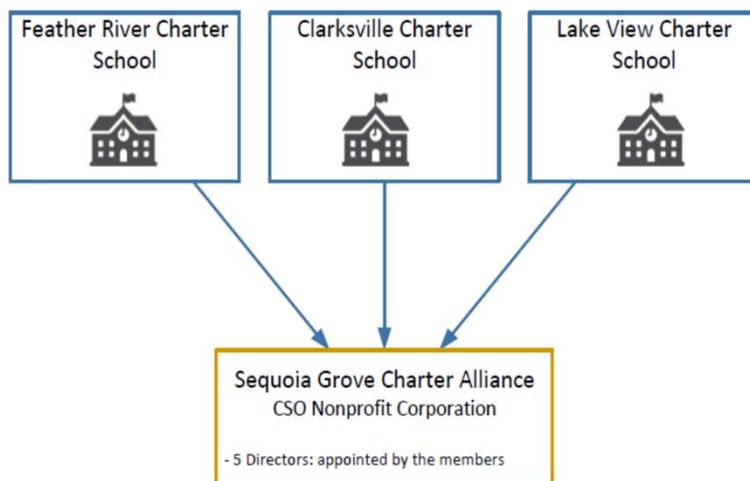 Feather River Charter
School
Clarksville Charter
School
Lake View Charter
School
Sequoia Grove Charter Alliance
CSO Nonprofit Corporation
- 5 Directors: appointed by the members